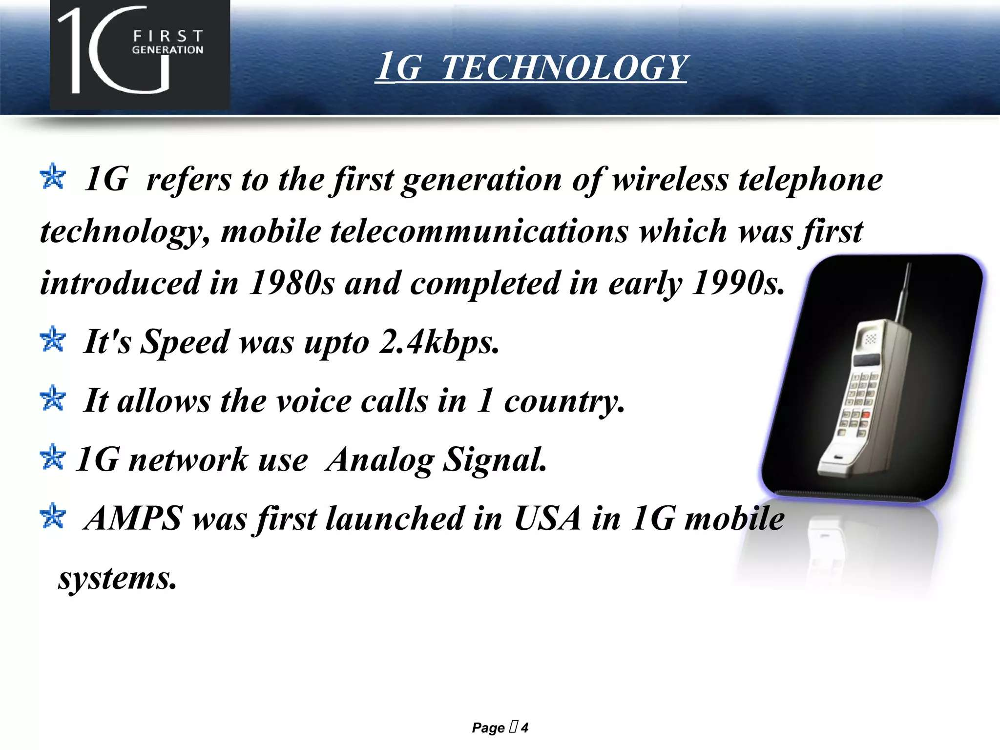 1G FIRST
GENERATION
1G TECHNOLOGY
1G refers to the first generation of wireless telephone
technology, mobile telecommunications which was first
introduced in 1980s and completed in early 1990s.
It's Speed was upto 2.4kbps.
It allows the voice calls in 1 country.
1G network use Analog Signal.
AMPS was first launched in USA in 1G mobile
systems.
Page 4